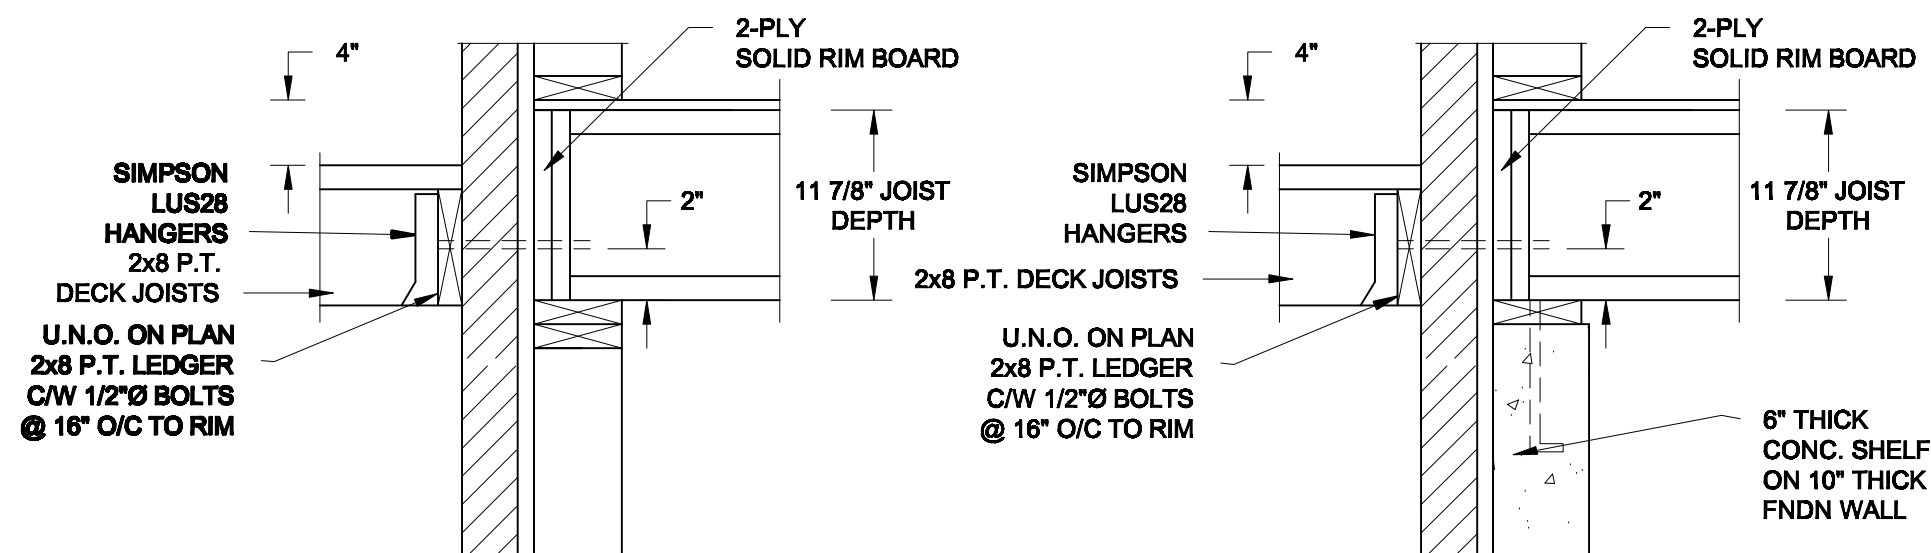 4"
2-PLY
SOLID RIM BOARD
SIMPSON
LUS28
HANGERS
2x8 P.T.
DECK JOISTS
U.N.O. ON PLAN
2x8 P.T. LEDGER
C/W 1/2"Ø BOLTS
@ 16" O/C TO RIM
2"
11 7/8" JOIST
DEPTH
4"
2-PLY
SOLID RIM BOARD
SIMPSON
LUS28
HANGERS
2x8 P.T. DECK JOISTS
U.N.O. ON PLAN
2x8 P.T. LEDGER
C/W 1/2"Ø BOLTS
@ 16" O/C TO RIM
2"
11 7/8" JOIST
DEPTH
6" THICK
CONC. SHELF
ON 10" THICK
FNDN WALL